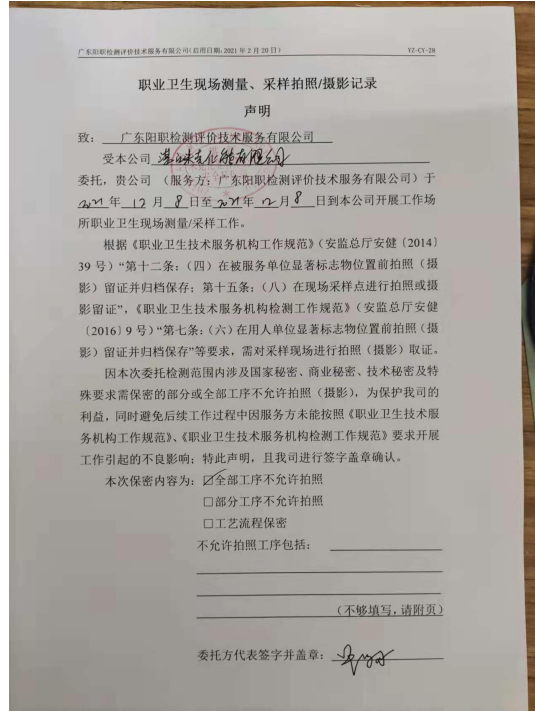 广东阳职检测评价技术服务有限公司(启用日期：2021 年 2 月 20 日) YZ-CY-28
职业卫生现场测量、采样拍照/摄影记录
声明
致： 广东阳职检测评价技术服务有限公司
受本公司
委托，贵公司 （服务方：广东阳职检测评价技术服务有限公司）于
2021 年 12 月 8 日至 2021 年 12 月 8 日到本公司开展工作场
所职业卫生现场测量/采样工作。
根据《职业卫生技术服务机构工作规范》（安监总厅安健〔2014〕
39 号）“第十二条：（四）在被服务单位显著标志物位置前拍照（摄
影）留证并归档保存；第十五条：（八）在现场采样点进行拍照或摄
影留证”，《职业卫生技术服务机构检测工作规范》（安监总厅安健
〔2016〕9 号）“第七条：（六）在用人单位显著标志物位置前拍照（摄
影）留证并归档保存”等要求，需对采样现场进行拍照（摄影）取证。
因本次委托检测范围内涉及国家秘密、商业秘密、技术秘密及特
殊要求需保密的部分或全部工序不允许拍照（摄影），为保护我司的
利益，同时避免后续工作过程中因服务方未能按照《职业卫生技术服
务机构工作规范》、《职业卫生技术服务机构检测工作规范》要求开展
工作引起的不良影响；特此声明，且我司进行签字盖章确认。
本次保密内容为：☑全部工序不允许拍照
□部分工序不允许拍照
□工艺流程保密
不允许拍照工序包括：
（不够填写，请附页）
委托方代表签字并盖章：